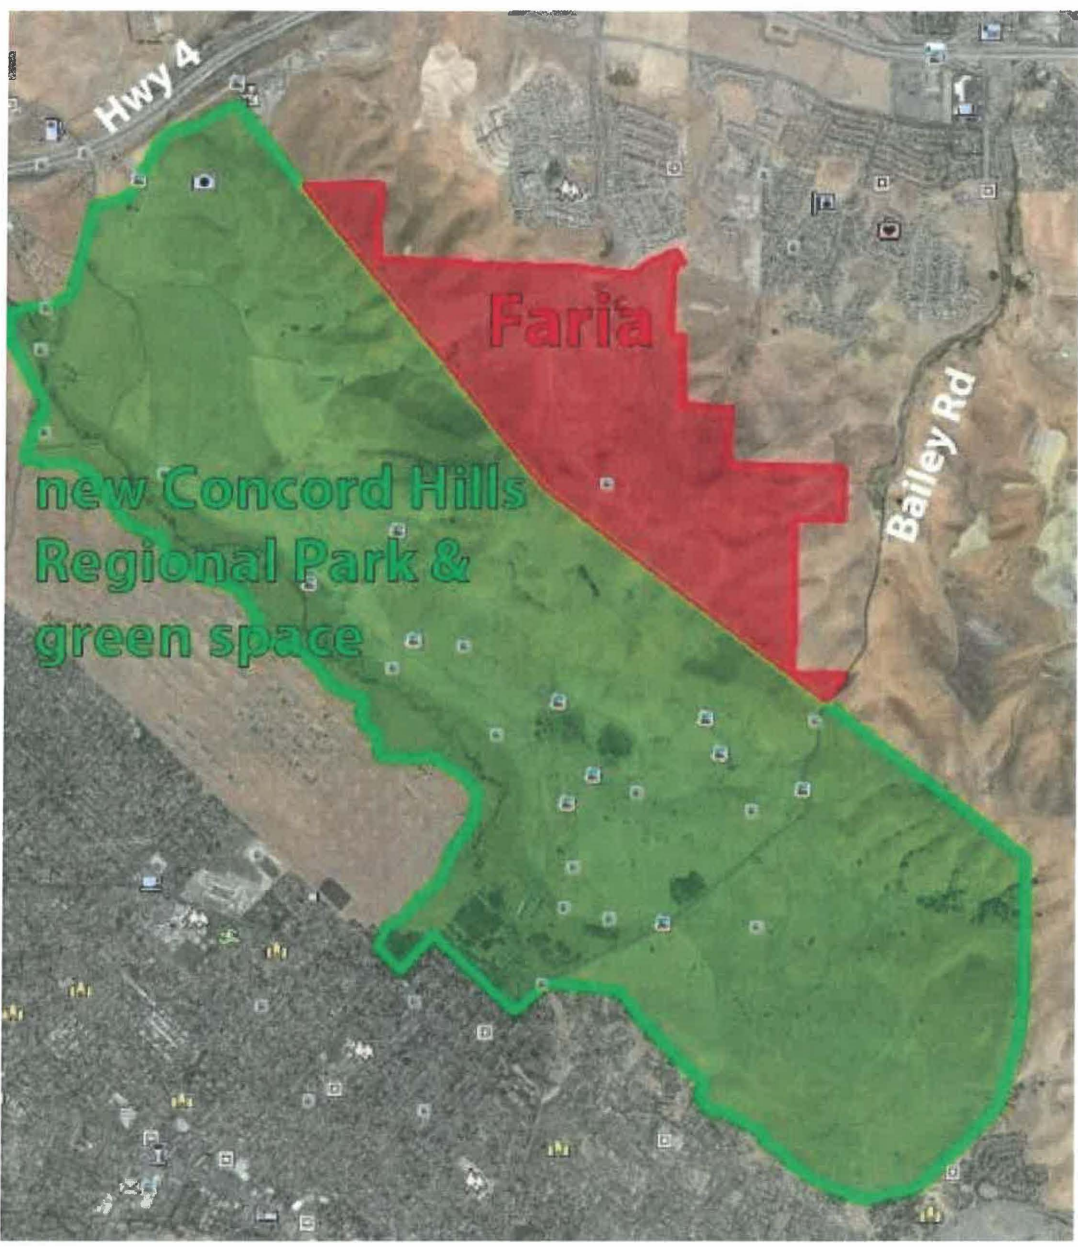 Hwy 4
Faria
Bailey Rd
new Concord Hills
Regional Park &
green space